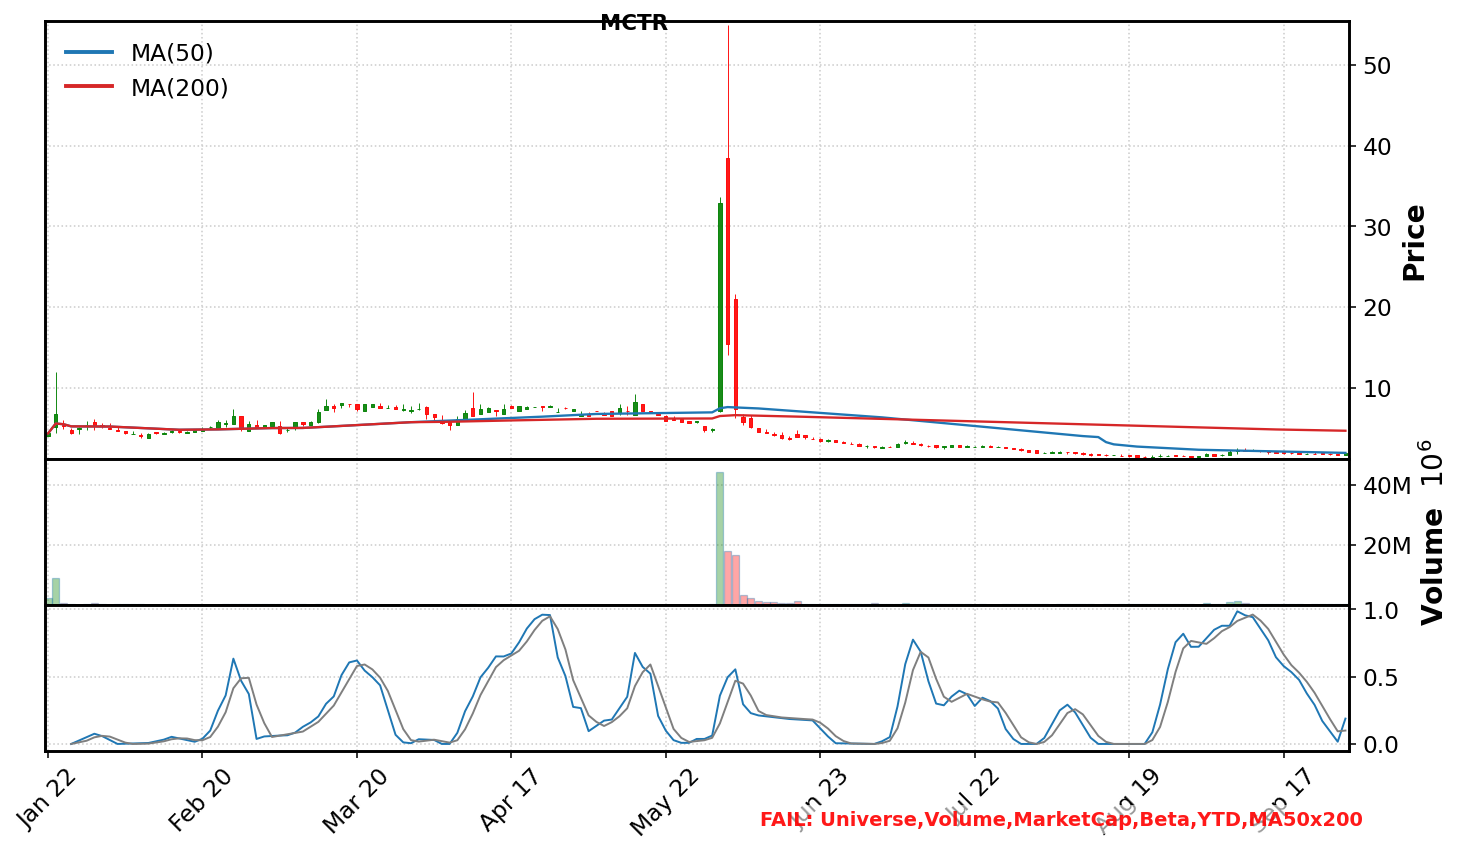 MCTR
MA(50)
MA(200)
50
40
30
20
10
Price
40M
20M
Volume 10^6
1.0
0.5
0.0
Jan 22
Feb 20
Mar 20
Apr 17
May 22
Jun 23
Jul 22
Aug 19
Sep 17
FAIL: Universe,Volume,MarketCap,Beta,YTD,MA50x200